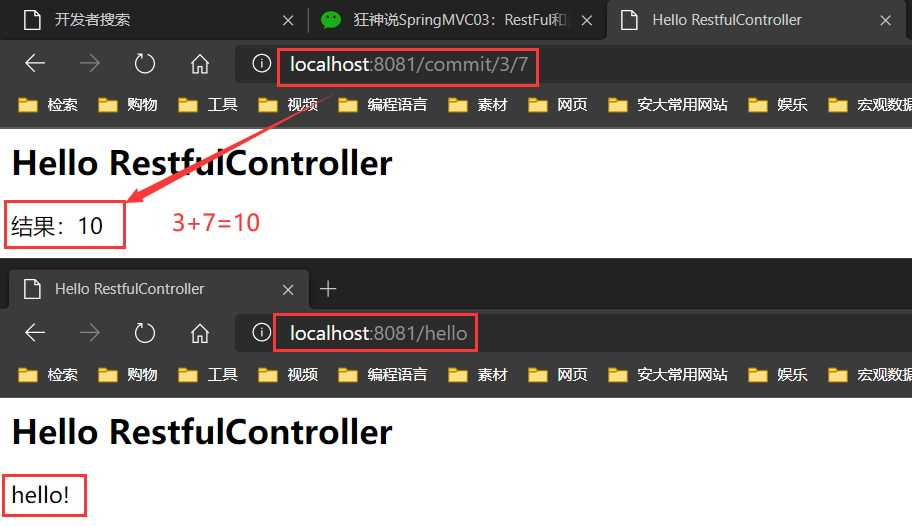 开发者搜索
狂神说SpringMVC03：RestFul和
Hello RestfulController
localhost:8081/commit/3/7
检索 购物 工具 视频 编程语言 素材 网页 安大常用网站 娱乐 宏观数据
Hello RestfulController
结果：10
3+7=10
Hello RestfulController
localhost:8081/hello
检索 购物 工具 视频 编程语言 素材 网页 安大常用网站 娱乐 宏观数据
Hello RestfulController
hello!